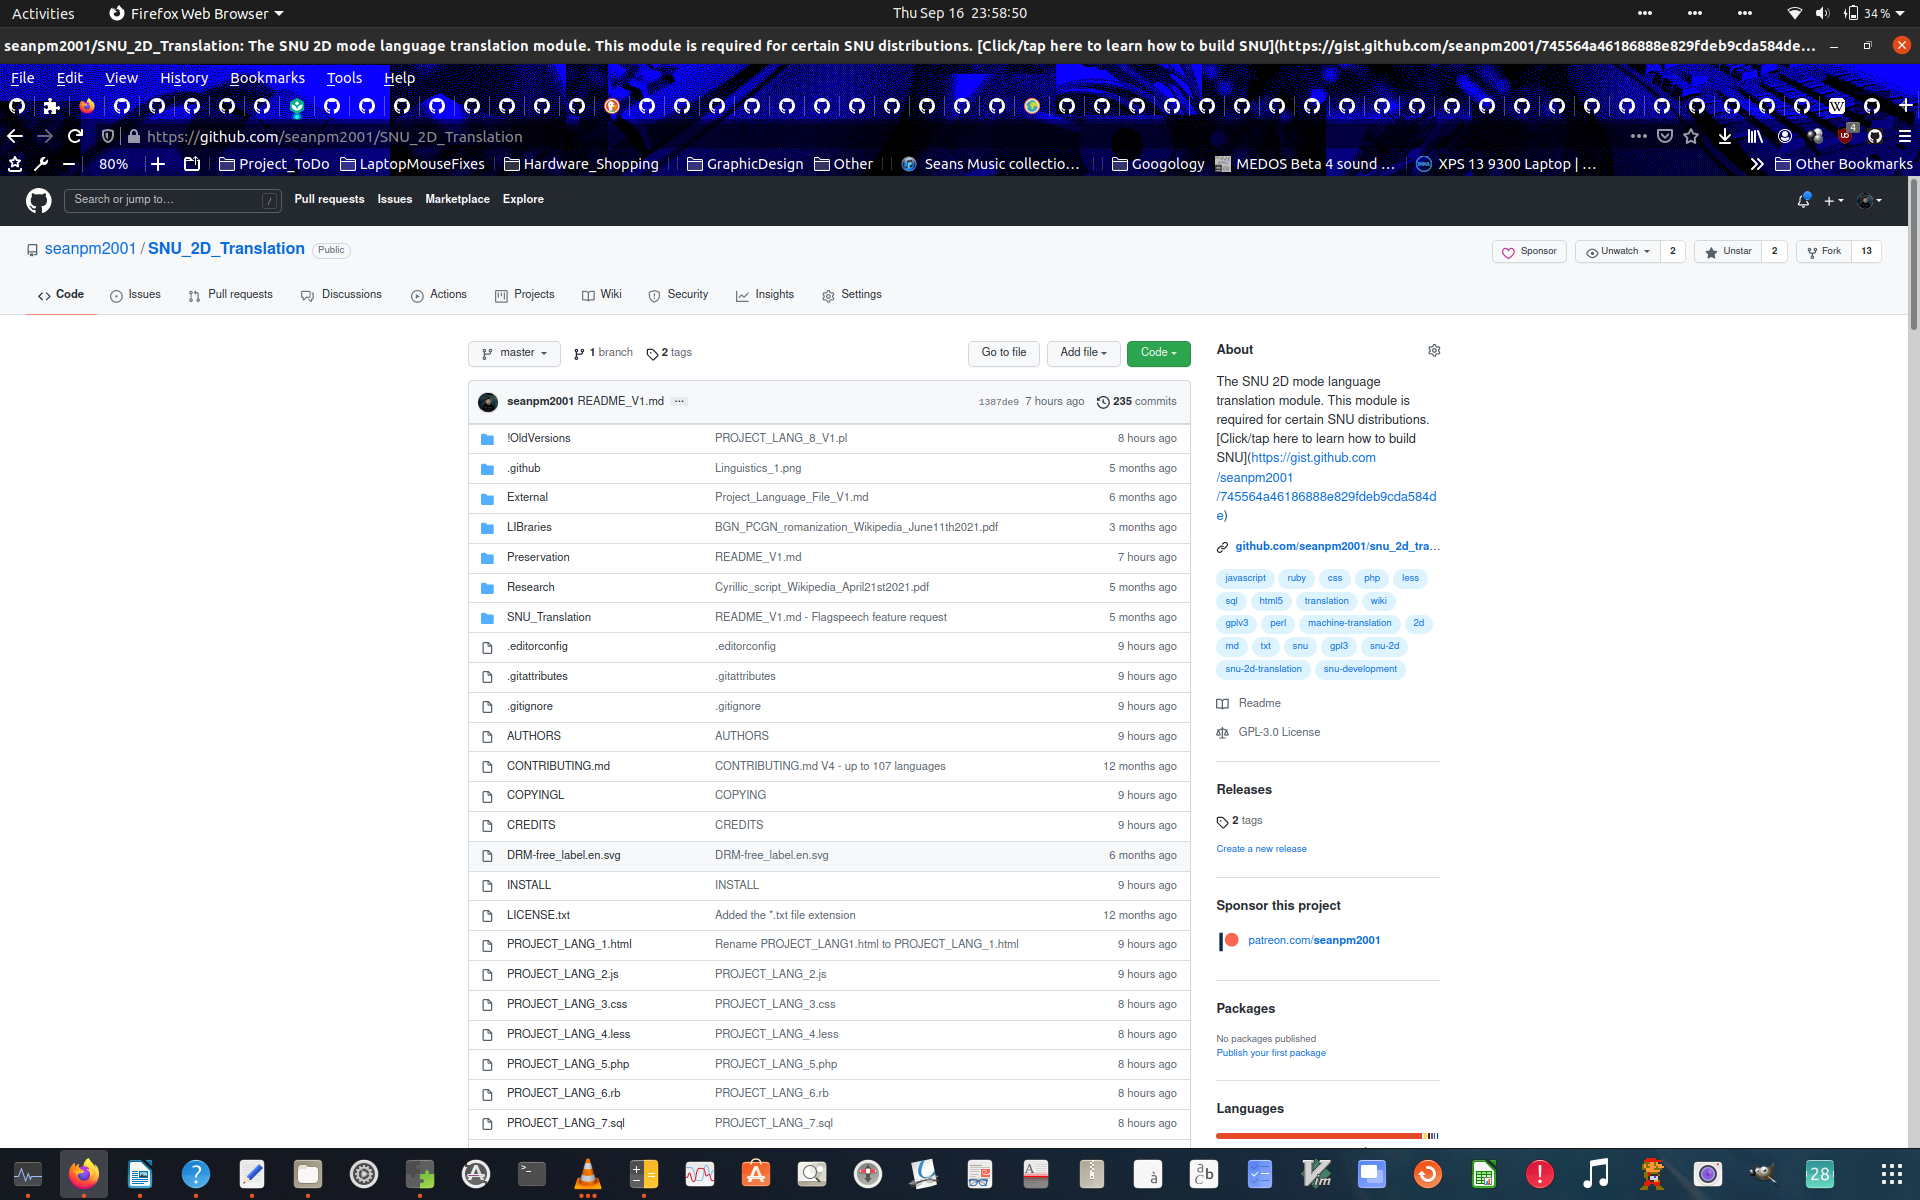 Activities
Firefox Web Browser
Thu Sep 16 23:58:50
34 %
seanpm2001/SNU_2D_Translation: The SNU 2D mode language translation module. This module is required for certain SNU distributions. [Click/tap here to learn how to build SNU](https://gist.github.com/seanpm2001/745564a46186888e829fdeb9cda584de...
File Edit View History Bookmarks Tools Help
https://github.com/seanpm2001/SNU_2D_Translation
4
80%
Project_ToDo
LaptopMouseFixes
Hardware_Shopping
GraphicDesign
Other
Seans Music collectio...
Googology
MEDOS Beta 4 sound ...
XPS 13 9300 Laptop | ...
Other Bookmarks
Search or jump to...
/
Pull requests Issues Marketplace Explore
seanpm2001 / SNU_2D_Translation Public
Sponsor
Unwatch 2
Unstar 2
Fork 13
Code
Issues
Pull requests
Discussions
Actions
Projects
Wiki
Security
Insights
Settings
master
1 branch
2 tags
Go to file
Add file
Code
seanpm2001 README_V1.md ...
1387de9 7 hours ago
235 commits
!OldVersions PROJECT_LANG_8_V1.pl 8 hours ago
.github Linguistics_1.png 5 months ago
External Project_Language_File_V1.md 6 months ago
LIBraries BGN_PCGN_romanization_Wikipedia_June11th2021.pdf 3 months ago
Preservation README_V1.md 7 hours ago
Research Cyrillic_script_Wikipedia_April21st2021.pdf 5 months ago
SNU_Translation README_V1.md - Flagspeech feature request 5 months ago
.editorconfig .editorconfig 9 hours ago
.gitattributes .gitattributes 9 hours ago
.gitignore .gitignore 9 hours ago
AUTHORS AUTHORS 9 hours ago
CONTRIBUTING.md CONTRIBUTING.md V4 - up to 107 languages 12 months ago
COPYINGL COPYING 9 hours ago
CREDITS CREDITS 9 hours ago
DRM-free_label.en.svg DRM-free_label.en.svg 6 months ago
INSTALL INSTALL 9 hours ago
LICENSE.txt Added the *.txt file extension 12 months ago
PROJECT_LANG_1.html Rename PROJECT_LANG1.html to PROJECT_LANG_1.html 9 hours ago
PROJECT_LANG_2.js PROJECT_LANG_2.js 9 hours ago
PROJECT_LANG_3.css PROJECT_LANG_3.css 8 hours ago
PROJECT_LANG_4.less PROJECT_LANG_4.less 8 hours ago
PROJECT_LANG_5.php PROJECT_LANG_5.php 8 hours ago
PROJECT_LANG_6.rb PROJECT_LANG_6.rb 8 hours ago
PROJECT_LANG_7.sql PROJECT_LANG_7.sql 8 hours ago
About
The SNU 2D mode language
translation module. This module is
required for certain SNU distributions.
[Click/tap here to learn how to build
SNU](https://gist.github.com
/seanpm2001
/745564a46186888e829fdeb9cda584d
e)
github.com/seanpm2001/snu_2d_tra...
javascript ruby css php less
sql html5 translation wiki
gplv3 perl machine-translation 2d
md txt snu gpl3 snu-2d
snu-2d-translation snu-development
Readme
GPL-3.0 License
Releases
2 tags
Create a new release
Sponsor this project
patreon.com/seanpm2001
Packages
No packages published
Publish your first package
Languages
28